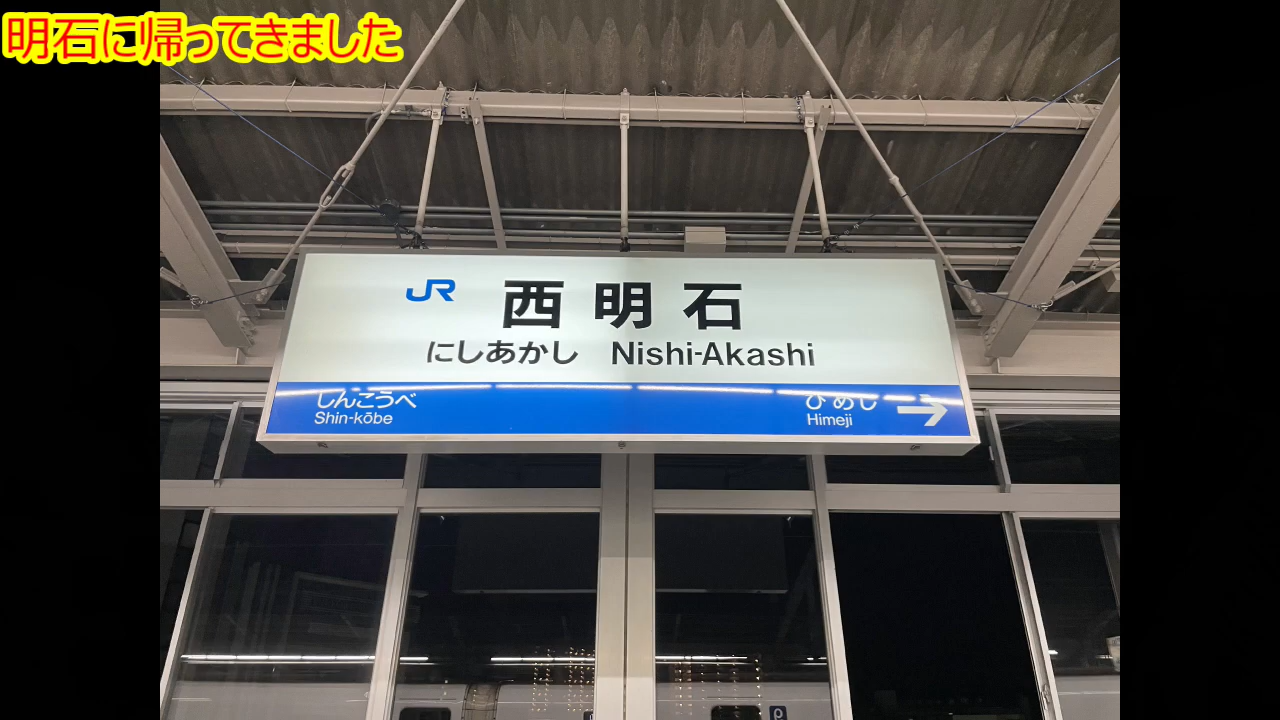 明石に帰ってきました
JR 西明石
にしあかし Nishi-Akashi
しんこうべ
Shin-kōbe
ひめじ
Himeji